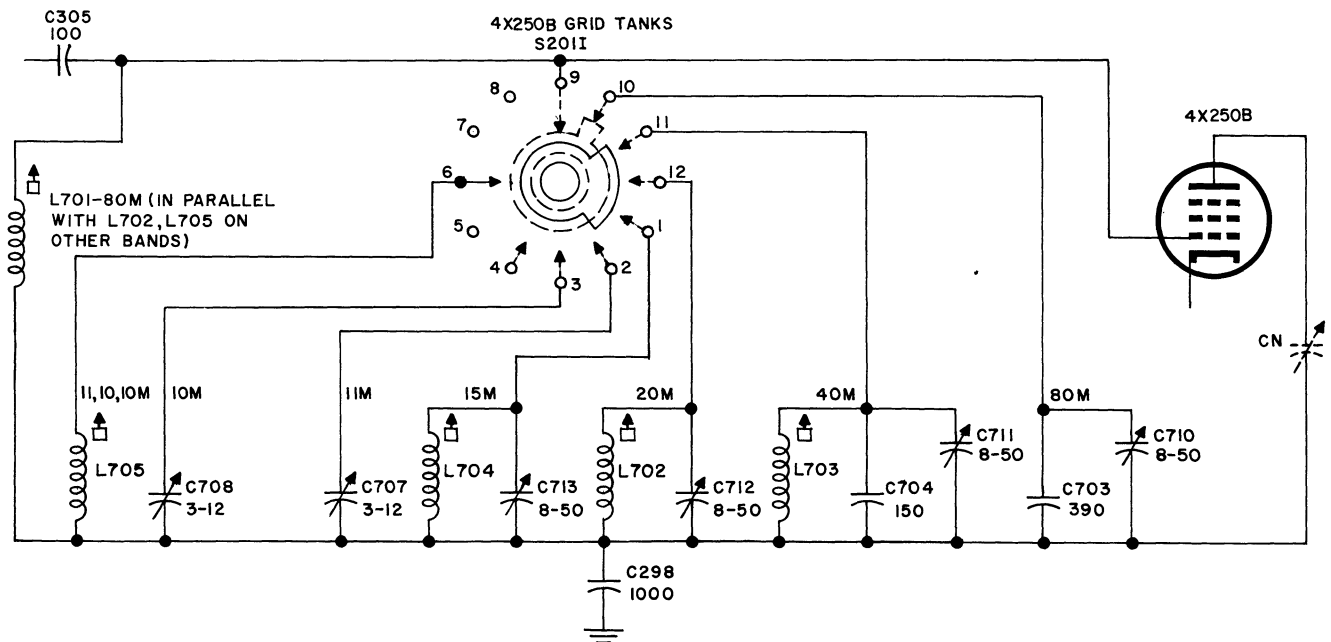 C305
100
4X250B GRID TANKS
S201I
9
8
10
7
11
4X250B
6
12
L701-80M (IN PARALLEL
WITH L702, L705 ON
OTHER BANDS)
5
1
4
2
3
CN
11,10,10M
10M
11M
15M
20M
40M
80M
L705
C708
3-12
C707
3-12
L704
C713
8-50
L702
C712
8-50
L703
C711
8-50
C704
150
C710
8-50
C703
390
C298
1000